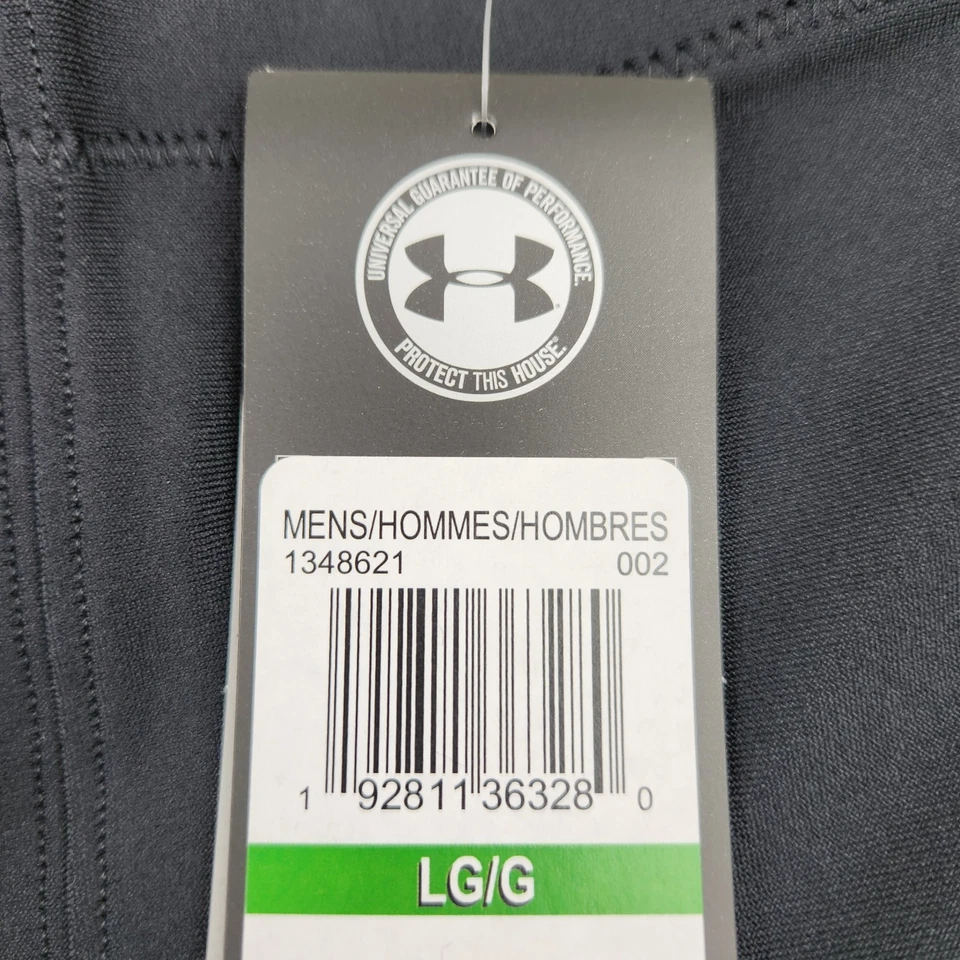 UNIVERSAL GUARANTEE OF PERFORMANCE.
PROTECT THIS HOUSE.®
MENS/HOMMES/HOMBRES
1348621 002
1 92811 36328 0
LG/G